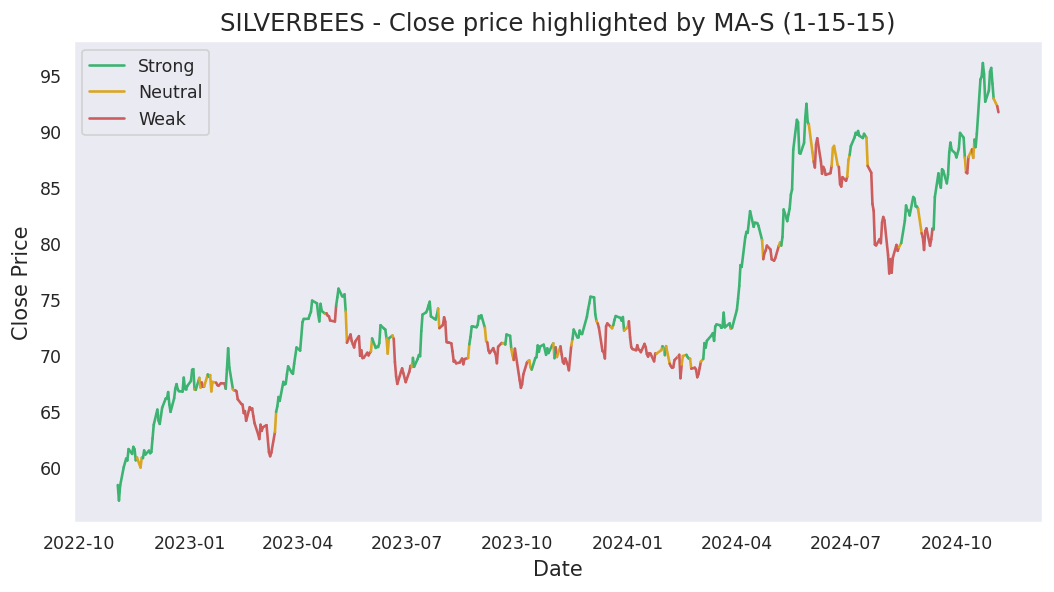 SILVERBEES - Close price highlighted by MA-S (1-15-15)
Strong
Neutral
Weak
Close Price
95
90
85
80
75
70
65
60
2022-10 2023-01 2023-04 2023-07 2023-10 2024-01 2024-04 2024-07 2024-10
Date